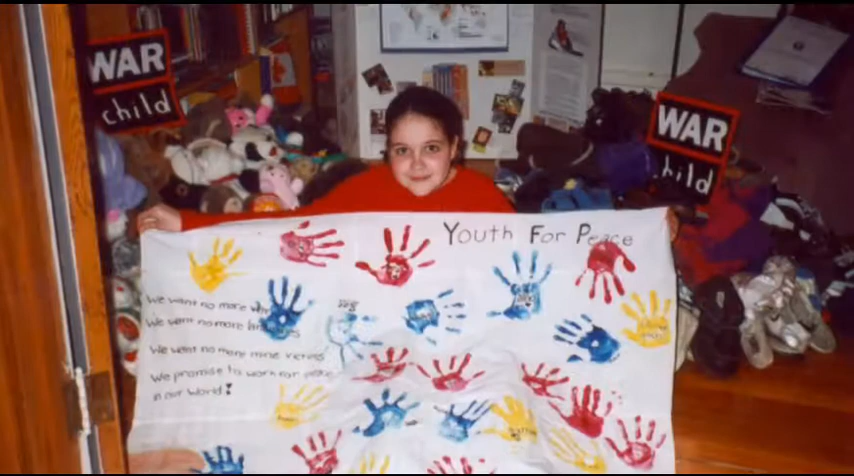 WAR
child
WAR
child
Youth For Peace
We want no more war
We want no more
We want no more mine victims
We promise to work for peace
in our world!